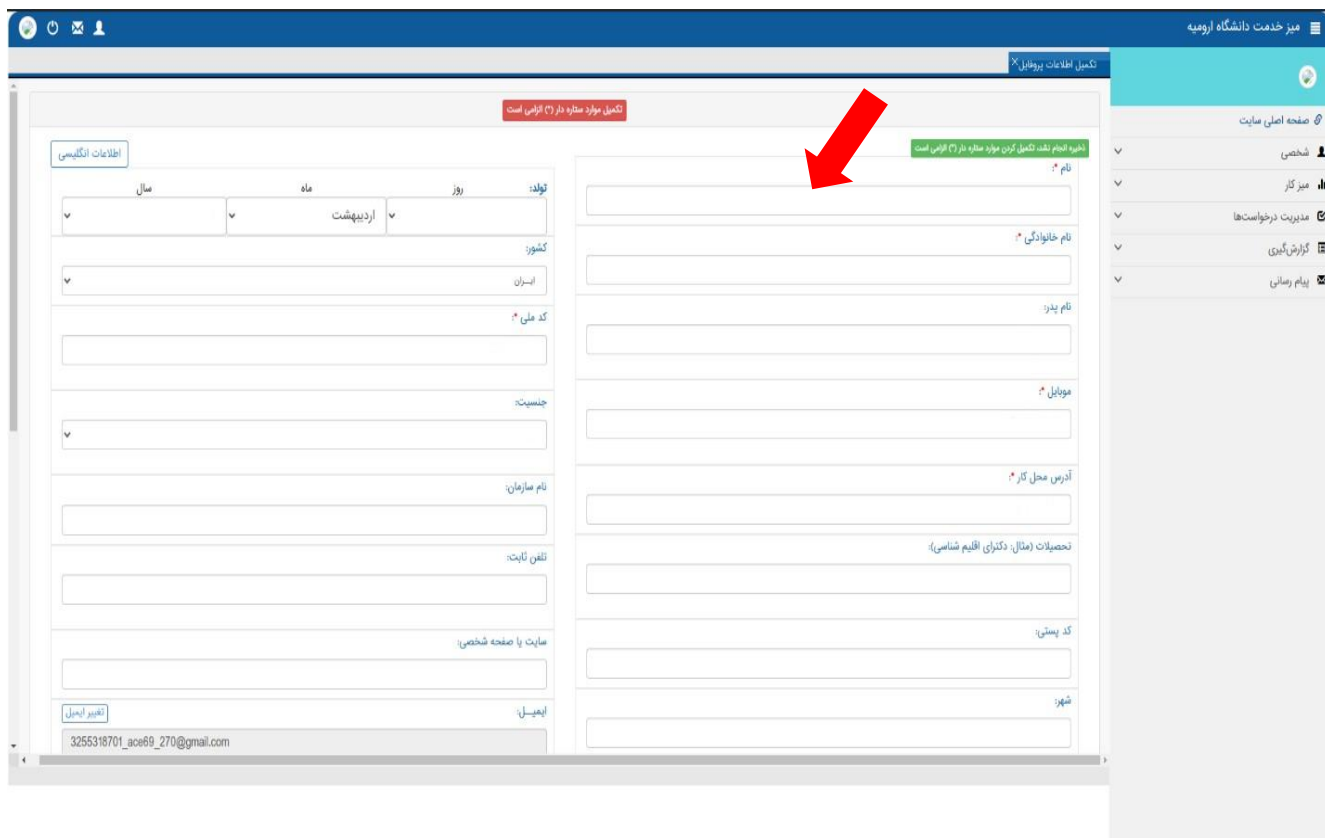 میز خدمت دانشگاه ارومیه
صفحه اصلی سایت
شخصی
میز کار
مدیریت درخواست‌ها
گزارش‌گیری
پیام رسانی
تکمیل اطلاعات پروفایل
تکمیل موارد ستاره دار (*) الزامی است
ذخیره انجام نشد، تکمیل کردن موارد ستاره دار (*) الزامی است
نام *:
نام خانوادگی *:
نام پدر:
موبایل *:
آدرس محل کار *:
تحصیلات (مثال: دکترای اقلیم شناسی):
کد پستی:
شهر:
اطلاعات انگلیسی
تولد: روز ماه سال
اردیبهشت
کشور:
ایــران
کد ملی *:
جنسیت:
نام سازمان:
تلفن ثابت:
سایت یا صفحه شخصی:
ایمیــل: تغییر ایمیل
3255318701_ace69_270@gmail.com